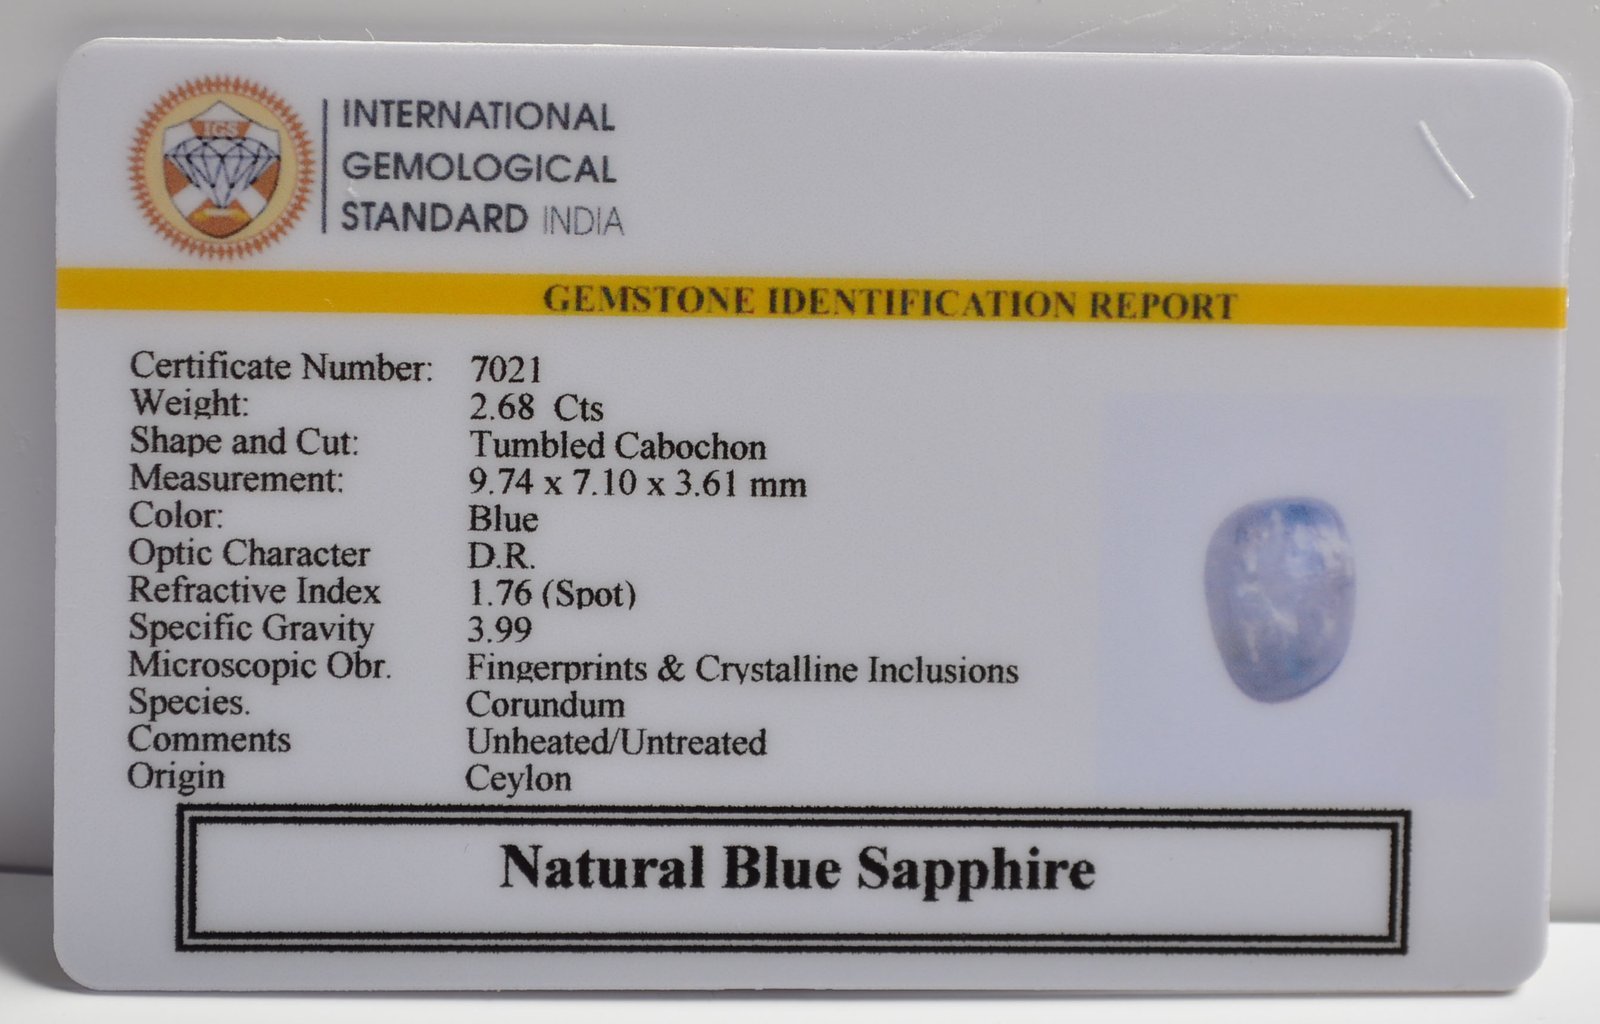 IGS
INTERNATIONAL
GEMOLOGICAL
STANDARD INDIA
GEMSTONE IDENTIFICATION REPORT
Certificate Number: 7021
Weight: 2.68 Cts
Shape and Cut: Tumbled Cabochon
Measurement: 9.74 x 7.10 x 3.61 mm
Color: Blue
Optic Character D.R.
Refractive Index 1.76 (Spot)
Specific Gravity 3.99
Microscopic Obr. Fingerprints & Crystalline Inclusions
Species. Corundum
Comments Unheated/Untreated
Origin Ceylon
Natural Blue Sapphire